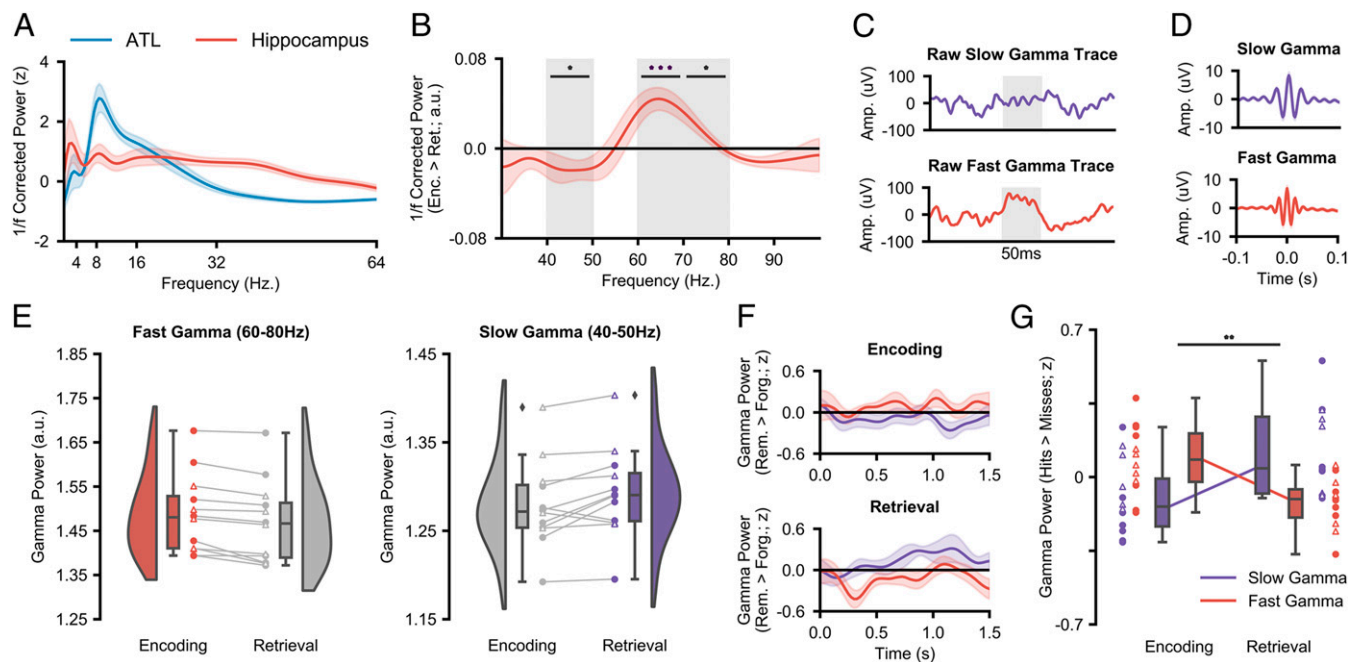 A
ATL
Hippocampus
1/f Corrected Power (z)
4
2
0
-2
4
8
16
32
64
Frequency (Hz.)
B
1/f Corrected Power
(Enc. > Ret.; a.u.)
0.08
0.0
-0.08
40
50
60
70
80
90
Frequency (Hz.)
C
Raw Slow Gamma Trace
Amp. (uV)
100
0
-100
Raw Fast Gamma Trace
Amp. (uV)
100
0
-100
50ms
D
Slow Gamma
Amp. (uV)
10
0
-10
Fast Gamma
Amp. (uV)
10
0
-10
-0.1
0.0
0.1
Time (s)
E
Fast Gamma (60-80Hz)
Gamma Power (a.u.)
1.85
1.75
1.65
1.55
1.45
1.35
1.25
Encoding
Retrieval
Slow Gamma (40-50Hz)
Gamma Power (a.u.)
1.45
1.35
1.25
1.15
Encoding
Retrieval
F
Encoding
Gamma Power
(Rem. > Forg.; z)
0.6
0.0
-0.6
0.0
0.5
1.0
1.5
Retrieval
Gamma Power
(Rem. > Forg.; z)
0.6
0.0
-0.6
0.0
0.5
1.0
1.5
Time (s)
G
Gamma Power (Hits > Misses; z)
0.7
0
-0.7
**
Slow Gamma
Fast Gamma
Encoding
Retrieval